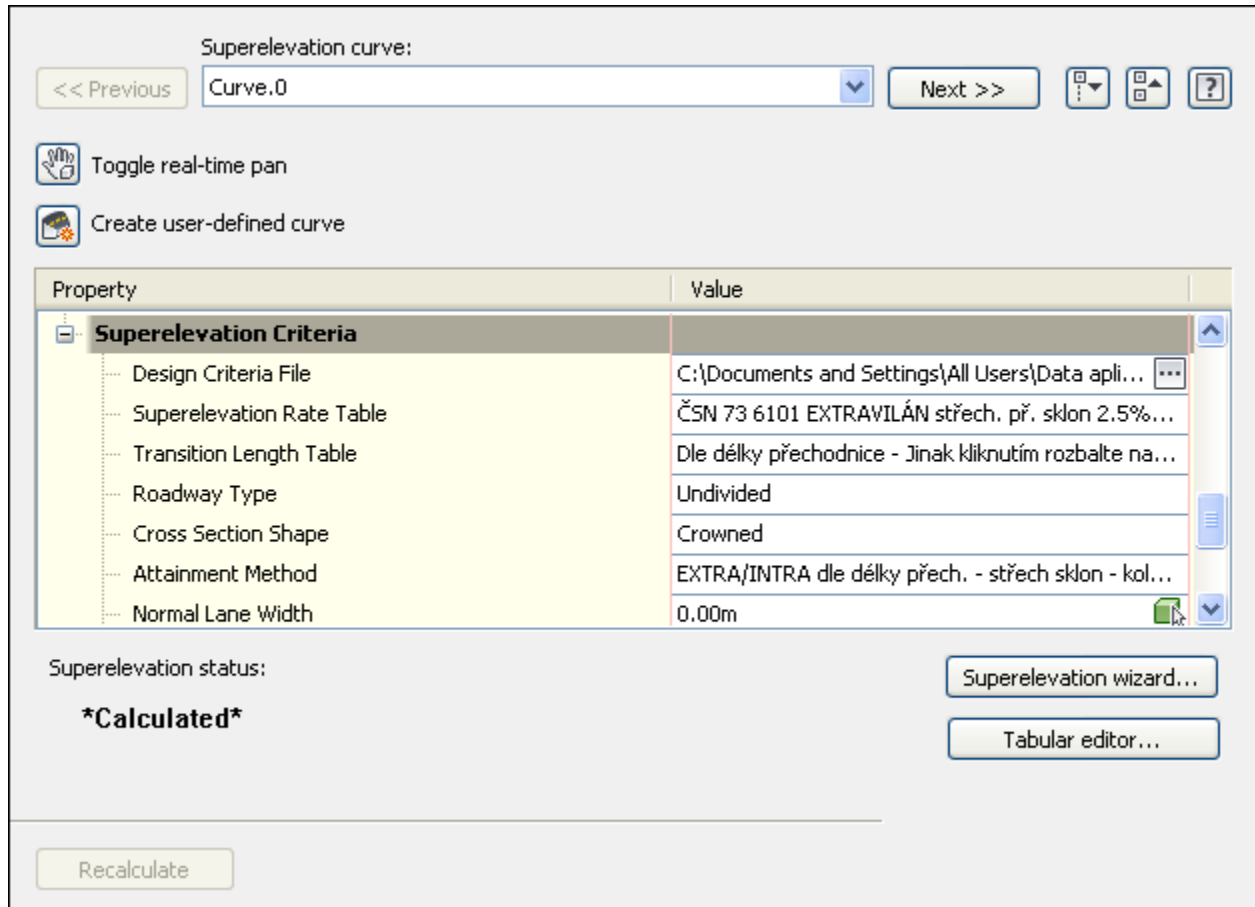 Superelevation curve:
<< Previous Curve.0 Next >>
Toggle real-time pan
Create user-defined curve
Property Value
Superelevation Criteria
Design Criteria File C:\Documents and Settings\All Users\Data apli... ...
Superelevation Rate Table ČSN 73 6101 EXTRAVILÁN střech. př. sklon 2.5%...
Transition Length Table Dle délky přechodnice - Jinak kliknutím rozbalte na...
Roadway Type Undivided
Cross Section Shape Crowned
Attainment Method EXTRA/INTRA dle délky přech. - střech sklon - kol...
Normal Lane Width 0.00m
Superelevation status:
Superelevation wizard...
*Calculated*
Tabular editor...
Recalculate